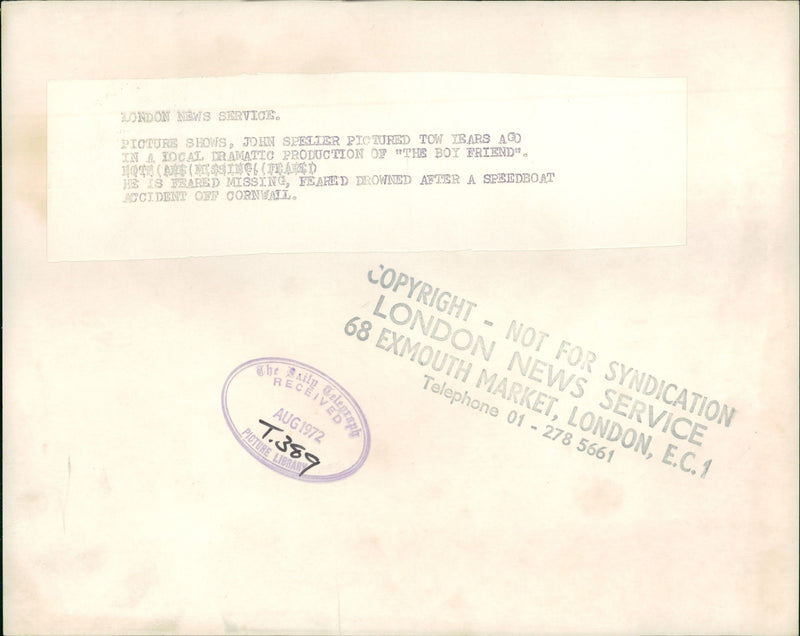 LONDON NEWS SERVICE.
PICTURE SHOWS, JOHN SPELLER PICTURED TOW YEARS AGO
IN A LOCAL DRAMATIC PRODUCTION OF "THE BOY FRIEND".
HE IS FEARED MISSING, FEARED DROWNED AFTER A SPEEDBOAT
ACCIDENT OFF CORNWALL.
COPYRIGHT - NOT FOR SYNDICATION
LONDON NEWS SERVICE
68 EXMOUTH MARKET, LONDON, E.C.1
Telephone 01 - 278 5661
The Daily Telegraph
RECEIVED
AUG 1972
T.389
PICTURE LIBRARY